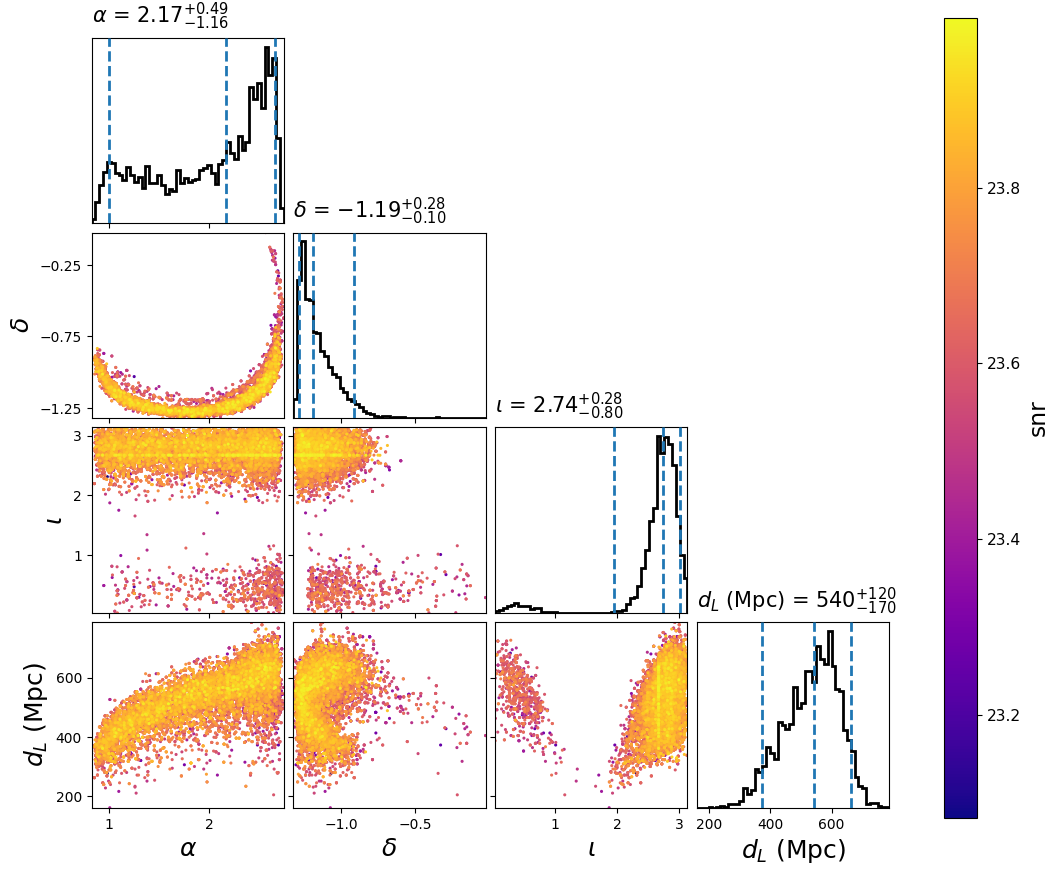 α = 2.17+0.49−1.16
δ = −1.19+0.28−0.10
−0.25
−0.75
−1.25
δ
ι = 2.74+0.28−0.80
3
2
1
ι
d_L (Mpc) = 540+120−170
600
400
200
d_L (Mpc)
1 2
α
−1.0 −0.5
δ
1 2 3
ι
200 400 600
d_L (Mpc)
23.8
23.6
23.4
23.2
snr